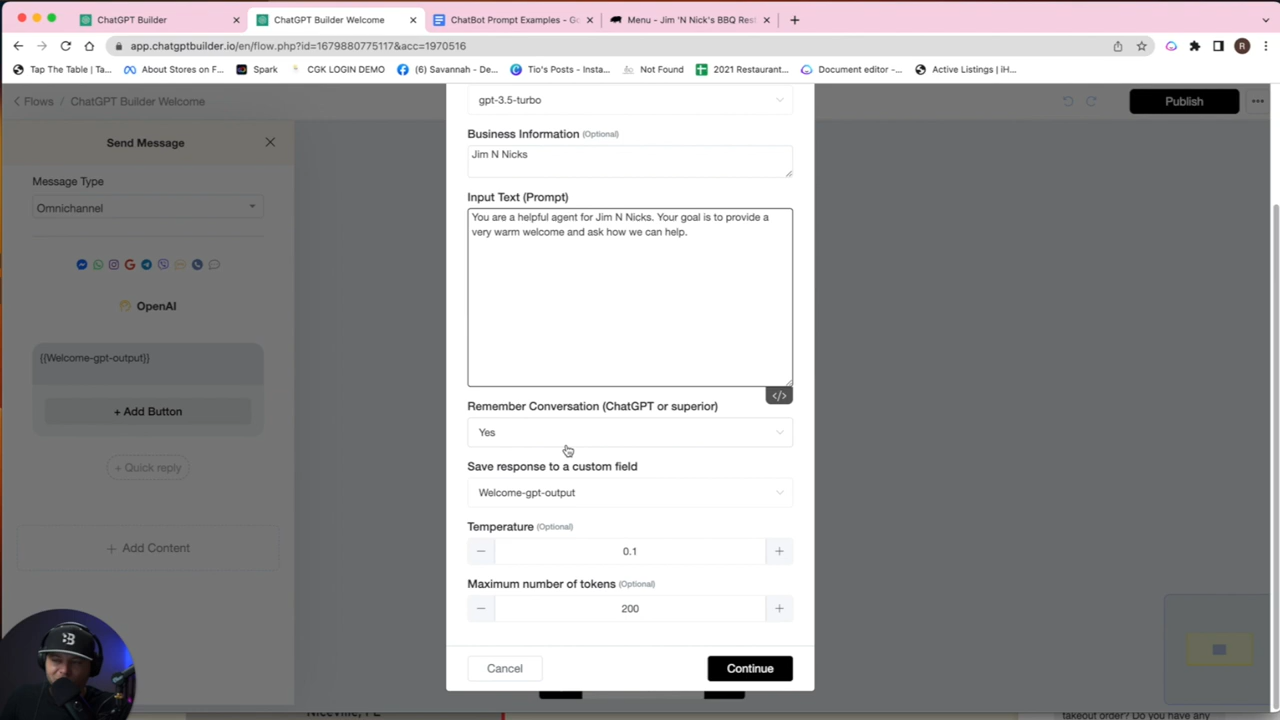 ChatGPT Builder
ChatGPT Builder Welcome
ChatBot Prompt Examples - Go
Menu - Jim 'N Nick's BBQ Rest
app.chatgptbuilder.io/en/flow.php?id=1679880775117&acc=1970516
R
Tap The Table | Ta...
About Stores on F...
Spark
CGK LOGIN DEMO
(6) Savannah - De...
Tio's Posts - Insta...
Not Found
2021 Restaurant...
Document editor -...
Active Listings | iH...
Flows / ChatGPT Builder Welcome
Publish
Send Message
Message Type
Omnichannel
OpenAI
{{Welcome-gpt-output}}
+ Add Button
+ Quick reply
+ Add Content
gpt-3.5-turbo
Business Information (Optional)
Jim N Nicks
Input Text (Prompt)
You are a helpful agent for Jim N Nicks. Your goal is to provide a
very warm welcome and ask how we can help.
</>
Remember Conversation (ChatGPT or superior)
Yes
Save response to a custom field
Welcome-gpt-output
Temperature (Optional)
0.1
Maximum number of tokens (Optional)
200
Cancel
Continue
Niceville, FL
takeout order? Do you have any